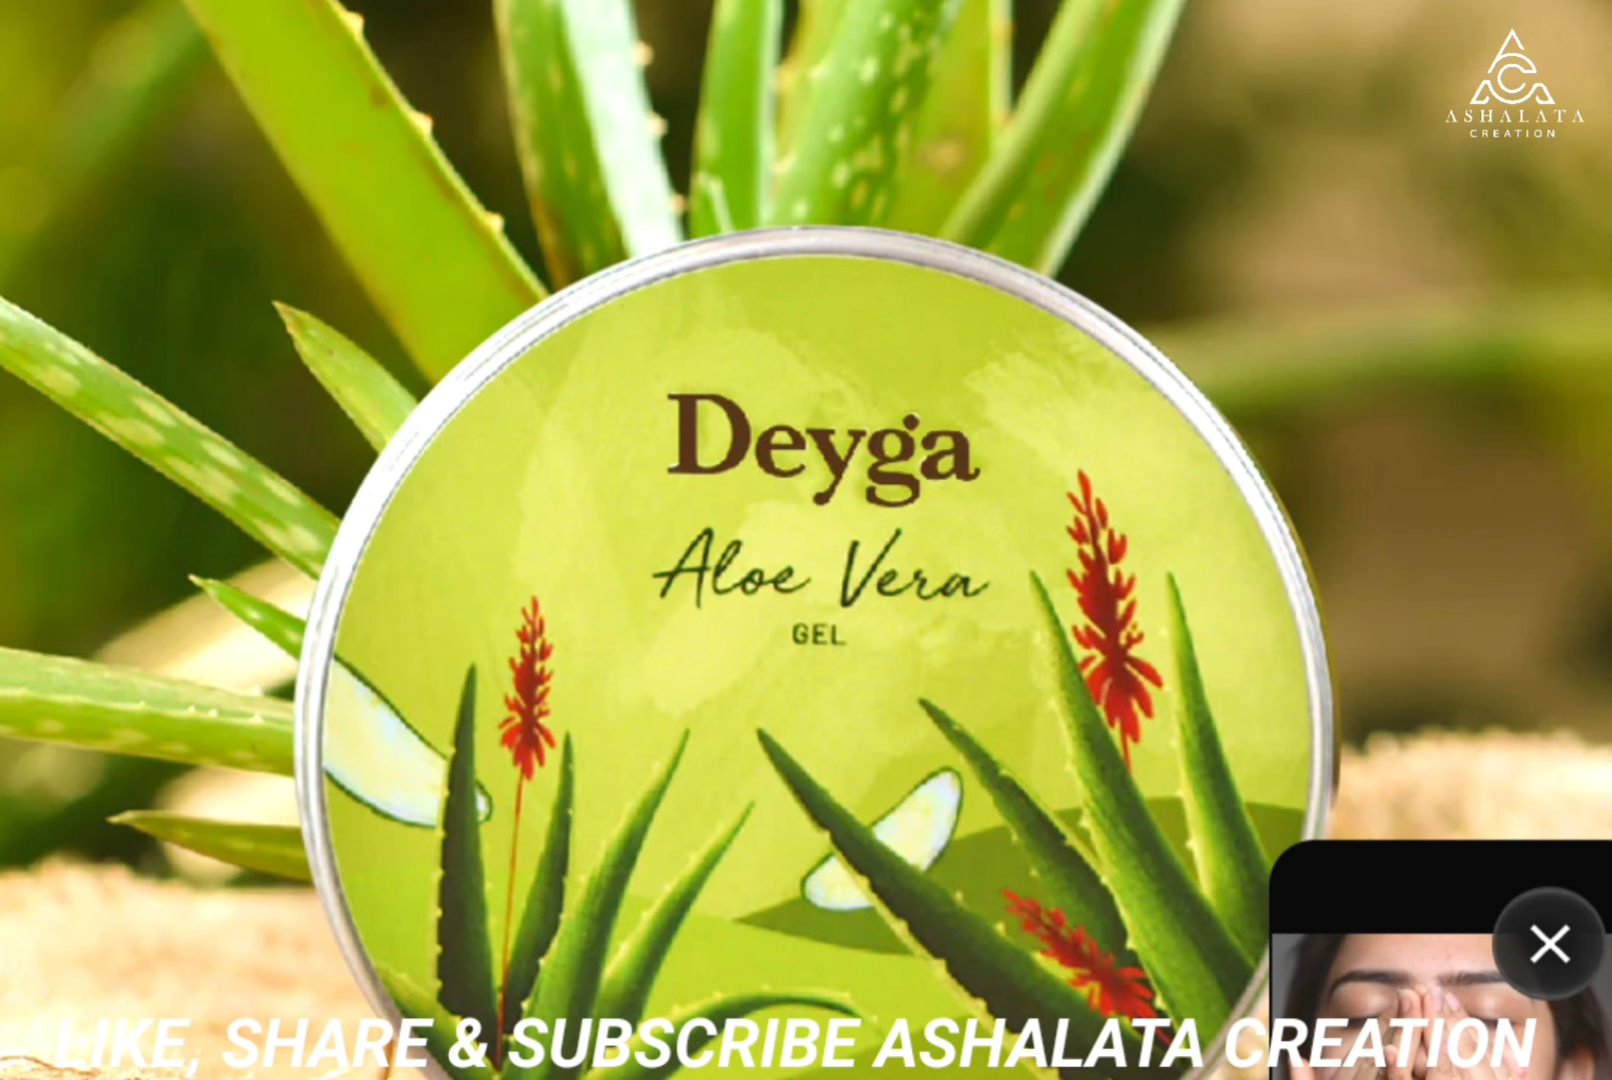 ASHALATA
CREATION
Deyga
Aloe Vera
GEL
LIKE, SHARE & SUBSCRIBE ASHALATA CREATION